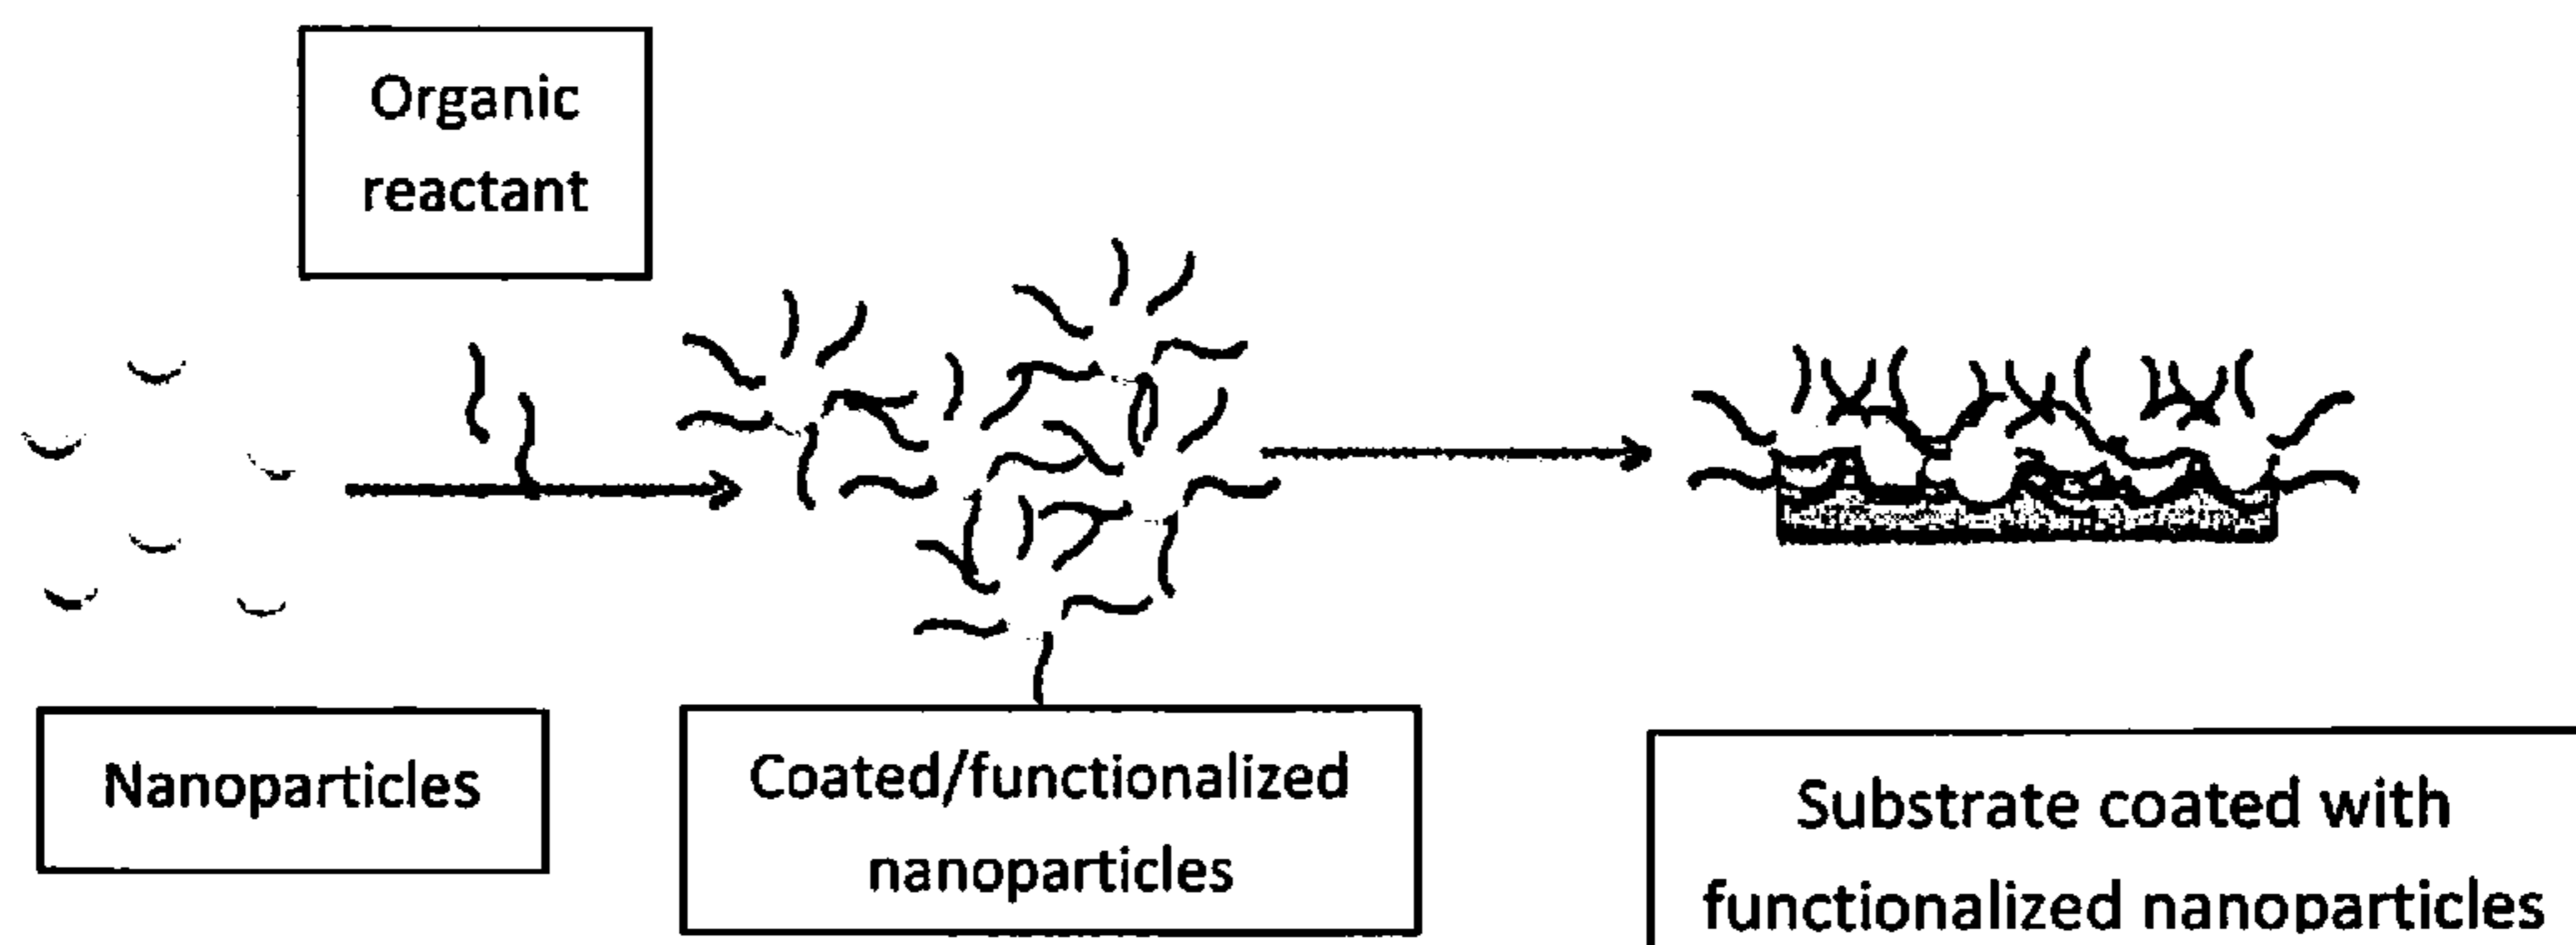 Organic
reactant
Nanoparticles
Coated/functionalized
nanoparticles
Substrate coated with
functionalized nanoparticles